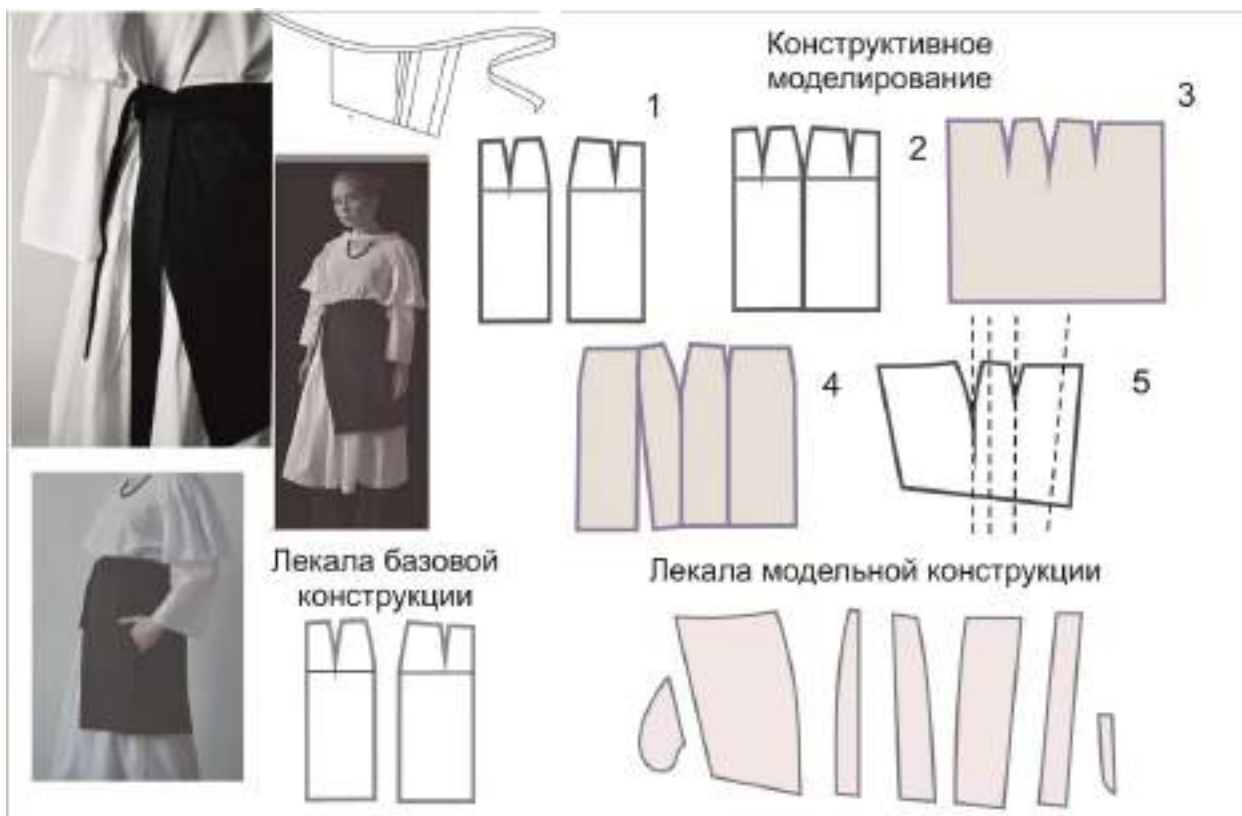 Конструктивное
моделирование
1
2
3
4
5
Лекала базовой
конструкции
Лекала модельной конструкции